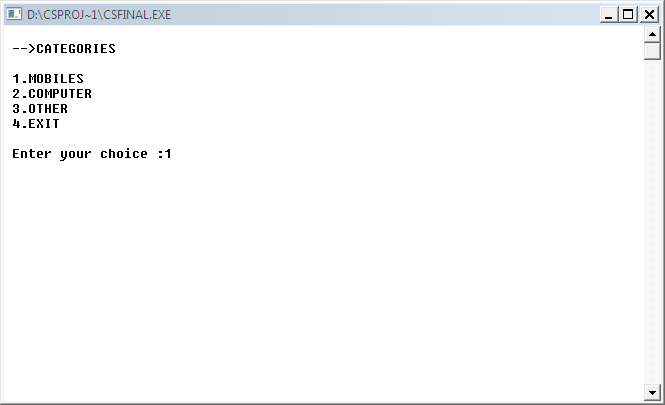 D:\CSPROJ~1\CSFINAL.EXE
-->CATEGORIES
1.MOBILES
2.COMPUTER
3.OTHER
4.EXIT
Enter your choice :1